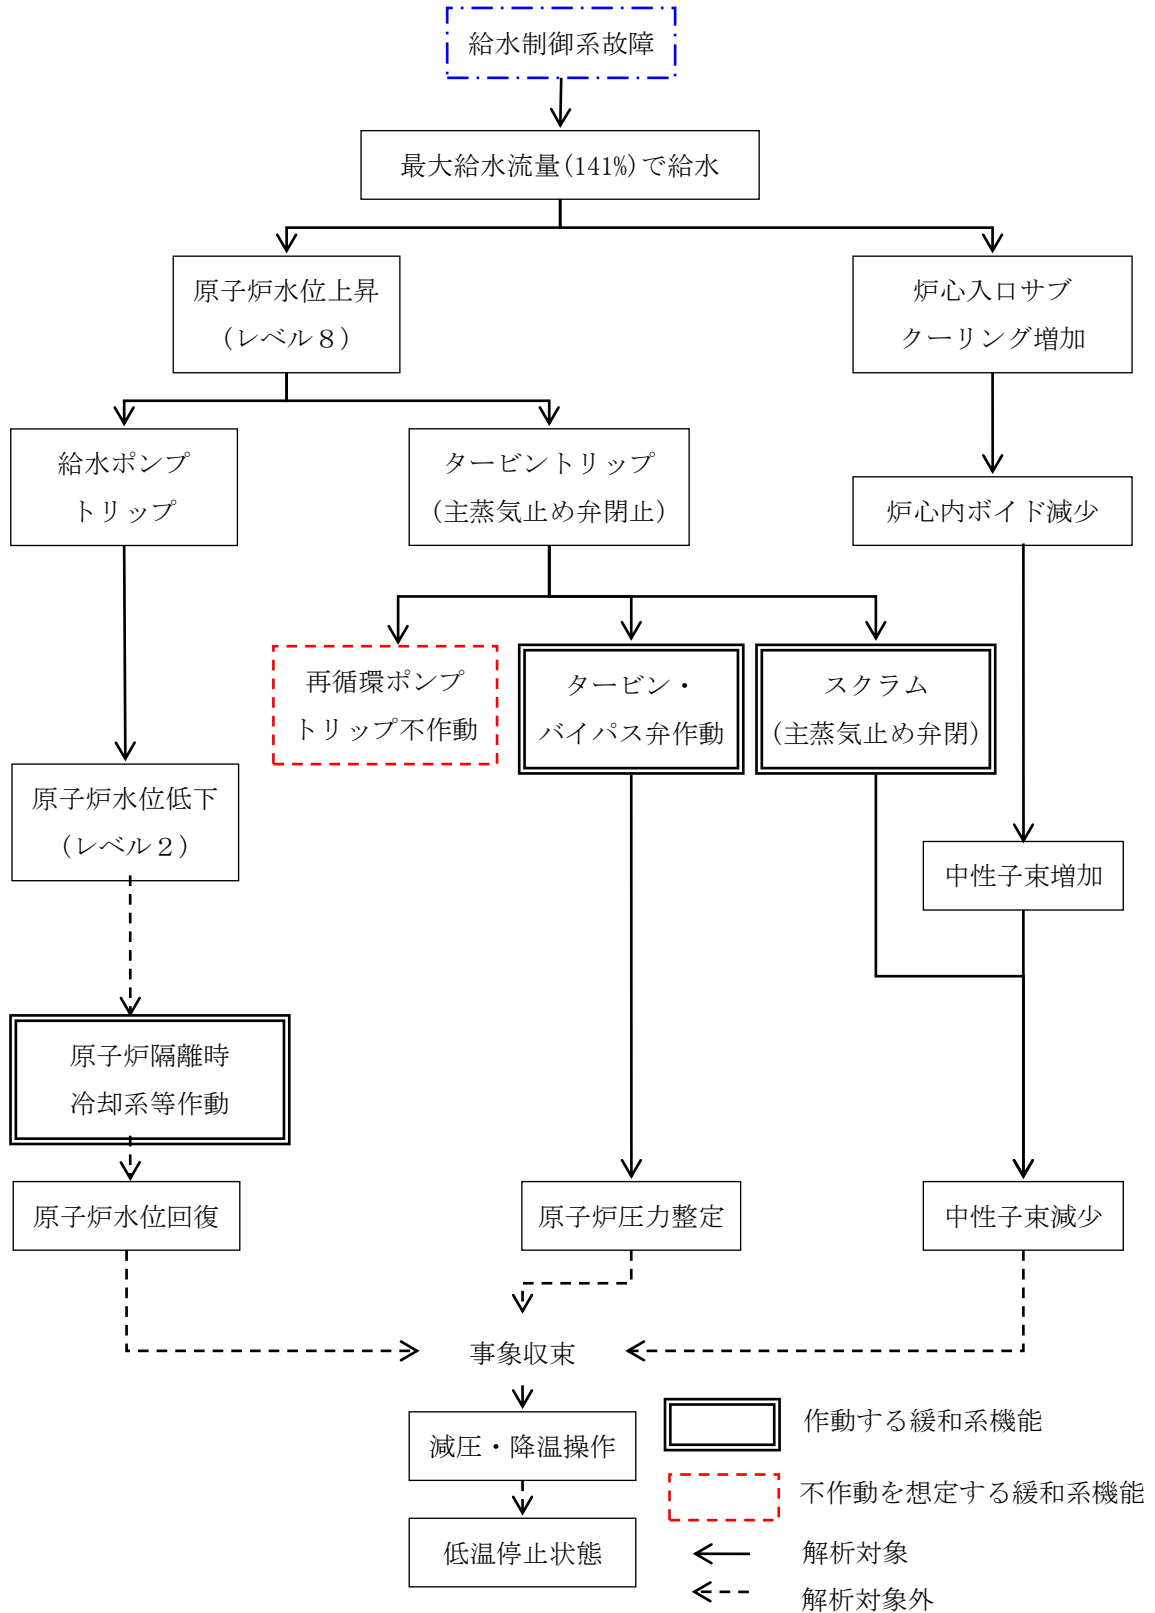 給水制御系故障
最大給水流量(141%)で給水
原子炉水位上昇
(レベル8)
炉心入口サブ
クーリング増加
給水ポンプ
トリップ
タービントリップ
(主蒸気止め弁閉止)
炉心内ボイド減少
再循環ポンプ
トリップ不作動
タービン・
バイパス弁作動
スクラム
(主蒸気止め弁閉)
原子炉水位低下
(レベル2)
中性子束増加
原子炉隔離時
冷却系等作動
原子炉水位回復
原子炉圧力整定
中性子束減少
事象収束
減圧・降温操作
低温停止状態
作動する緩和系機能
不作動を想定する緩和系機能
解析対象
解析対象外